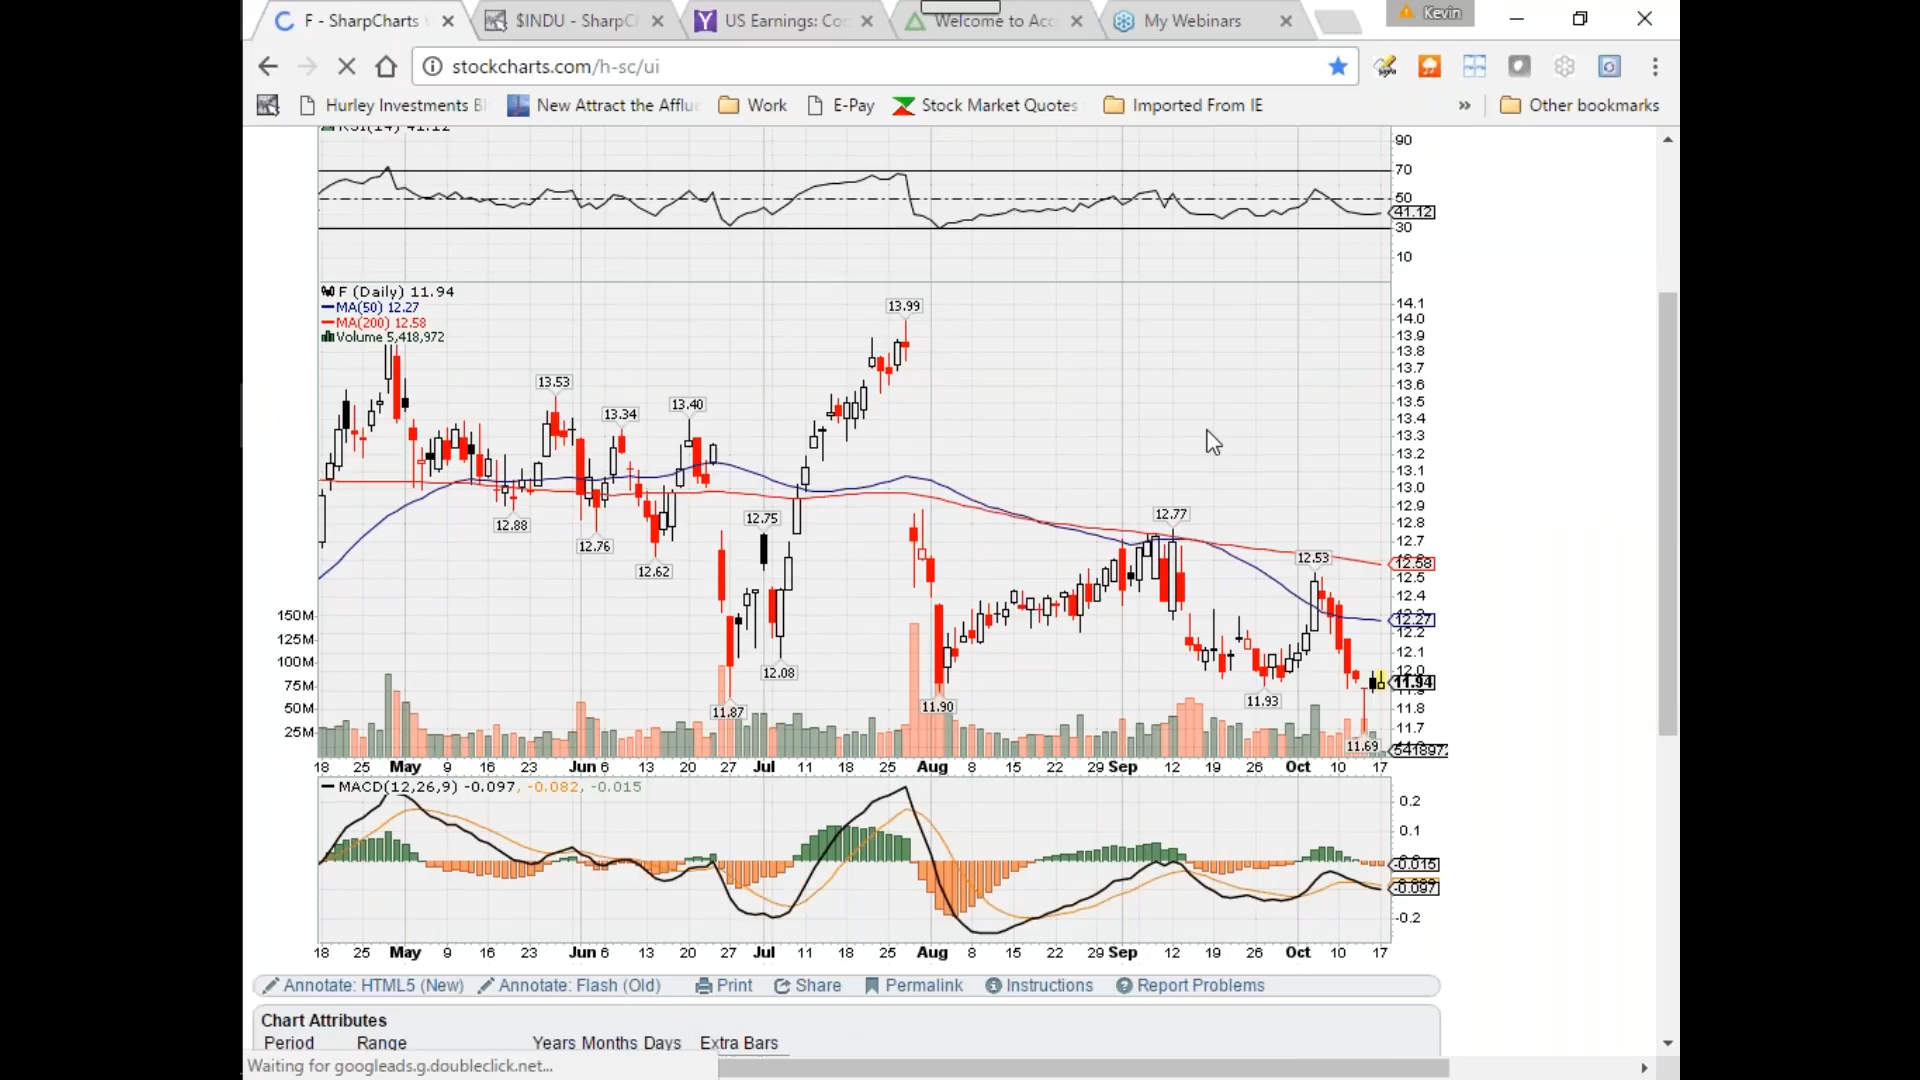 F - SharpCharts
$INDU - SharpC
US Earnings: Co
Welcome to Acc
My Webinars
Kevin
stockcharts.com/h-sc/ui
Hurley Investments Bl
New Attract the Afflue
Work
E-Pay
Stock Market Quotes
Imported From IE
»
Other bookmarks
RSI(14) 41.12
90
70
50
41.12
30
10
F (Daily) 11.94
MA(50) 12.27
MA(200) 12.58
Volume 5,418,972
13.99
13.53
13.34
13.40
12.88
12.76
12.62
12.75
12.08
11.87
11.90
12.77
11.93
12.53
11.69
14.1
14.0
13.9
13.8
13.7
13.6
13.5
13.4
13.3
13.2
13.1
13.0
12.9
12.8
12.7
12.58
12.5
12.4
12.27
12.2
12.1
12.0
11.94
11.8
11.7
5418972
150M
125M
100M
75M
50M
25M
18 25 May 9 16 23 Jun 6 13 20 27 Jul 11 18 25 Aug 8 15 22 29 Sep 12 19 26 Oct 10 17
MACD(12,26,9) -0.097, -0.082, -0.015
0.2
0.1
-0.015
-0.097
-0.2
18 25 May 9 16 23 Jun 6 13 20 27 Jul 11 18 25 Aug 8 15 22 29 Sep 12 19 26 Oct 10 17
Annotate: HTML5 (New) Annotate: Flash (Old) Print Share Permalink Instructions Report Problems
Chart Attributes
Period Range Years Months Days Extra Bars
Waiting for googleads.g.doubleclick.net...